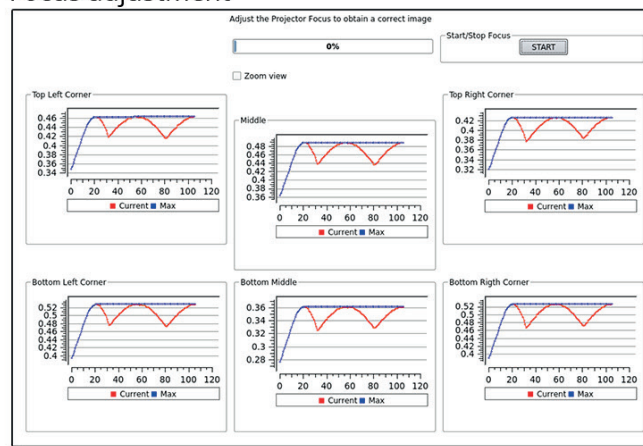 Focus adjustment
Adjust the Projector Focus to obtain a correct image
0%
Start/Stop Focus
START
Zoom view
Top Left Corner
0.46
0.44
0.42
0.4
0.38
0.36
0.34
0 20 40 60 80 100 120
Current Max
Middle
0.48
0.46
0.44
0.42
0.4
0.38
0.36
0 20 40 60 80 100 120
Current Max
Top Right Corner
0.42
0.4
0.38
0.36
0.34
0.32
0 20 40 60 80 100 120
Current Max
Bottom Left Corner
0.52
0.5
0.48
0.46
0.44
0.42
0.4
0 20 40 60 80 100 120
Current Max
Bottom Middle
0.36
0.34
0.32
0.3
0.28
0 20 40 60 80 100 120
Current Max
Bottom Rigth Corner
0.52
0.5
0.48
0.46
0.44
0.42
0.4
0 20 40 60 80 100 120
Current Max